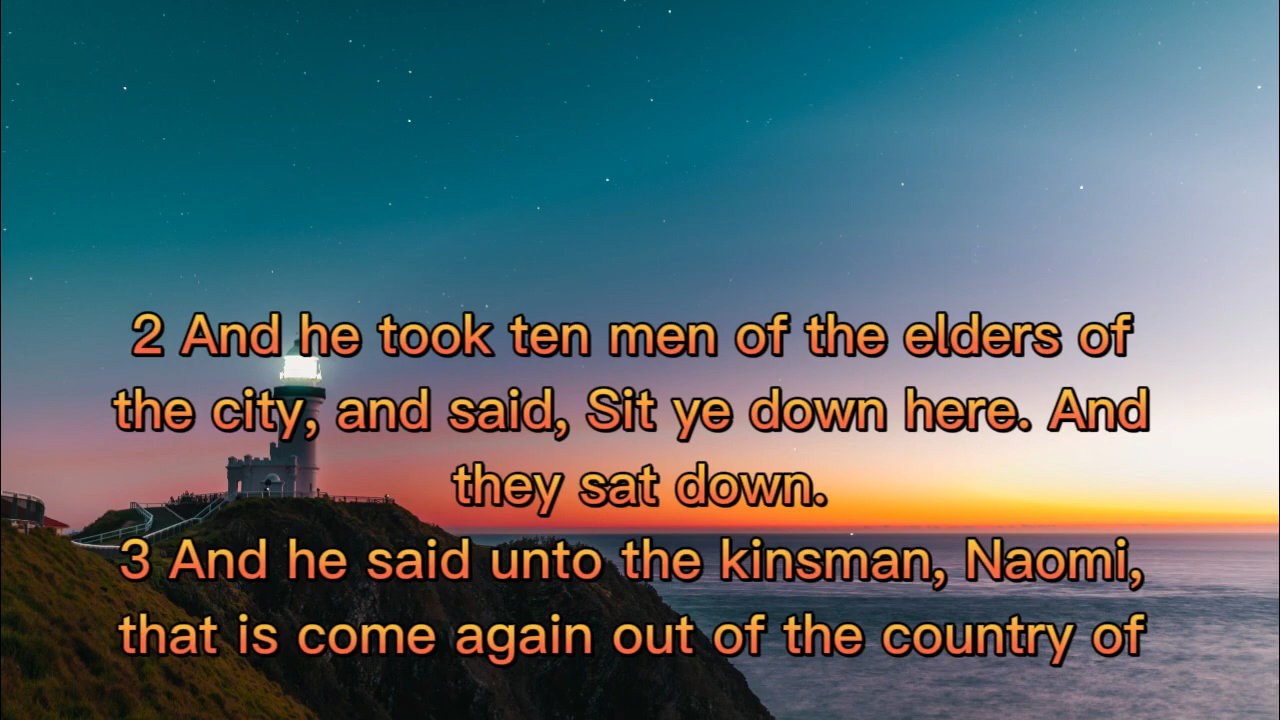 2 And he took ten men of the elders of
the city, and said, Sit ye down here. And
they sat down.
3 And he said unto the kinsman, Naomi,
that is come again out of the country of